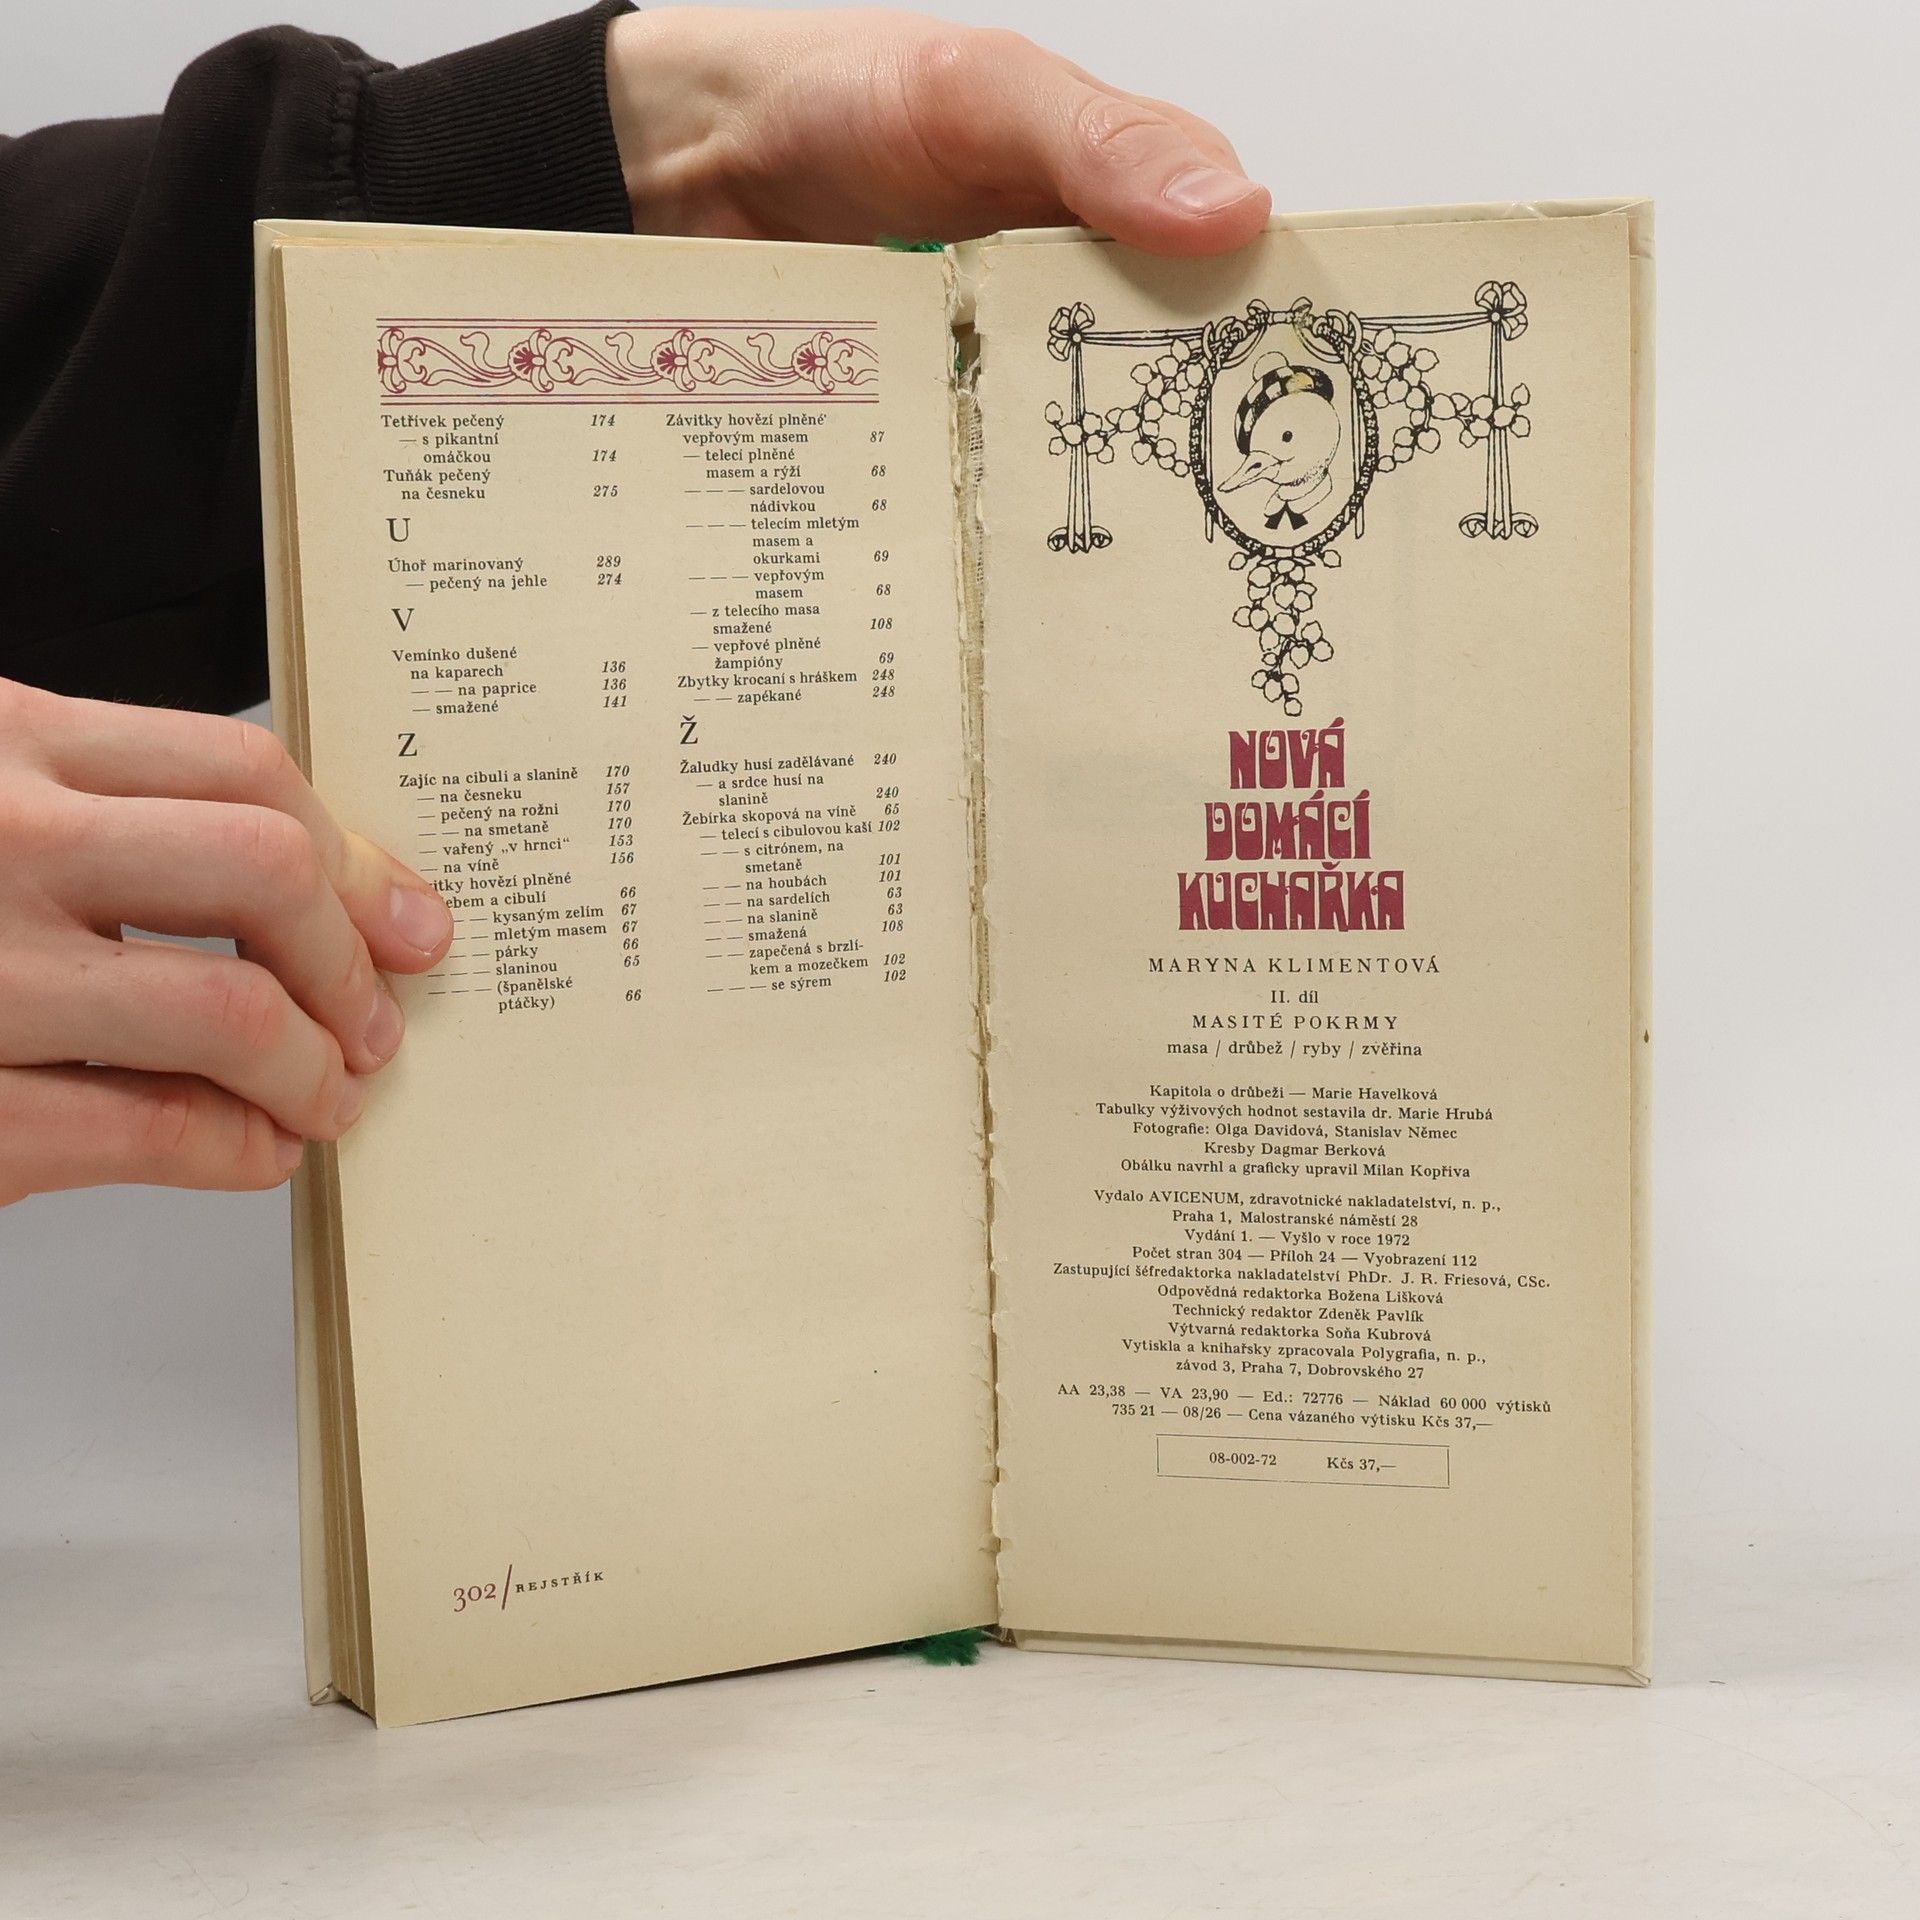 Tetřívek pečený 174
— s pikantní
omáčkou 174
Tuňák pečený
na česneku 275
U
Úhoř marinovaný 289
— pečený na jehle 274
V
Vemínko dušené
na kaparech 136
— — na paprice 136
— smažené 141
Z
Zajíc na cibuli a slanině 170
— na česneku 157
— pečený na rožni 170
— — na smetaně 170
— vařený „v hrnci“ 153
— na víně 156
hovězí plněné
a cibulí 66
— — kysaným zelím 67
— — mletým masem 67
— — — párky 66
— — — slaninou 65
— — — (španělské
ptáčky) 66
Závitky hovězí plněné
vepřovým masem 87
— telecí plněné
masem a rýží 68
— — — sardelovou
nádivkou 68
— — — telecím mletým
masem a
okurkami 69
— — — vepřovým
masem 68
— z telecího masa
smažené 108
— vepřové plněné
žampióny 69
Zbytky krocaní s hráškem 248
— — zapékané 248
Ž
Žaludky husí zadělávané 240
— a srdce husí na
slanině 240
Žebírka skopová na víně 65
— telecí s cibulovou kaší 102
— — s citrónem, na
smetaně 101
— — na houbách 101
— — na sardelích 63
— — na slanině 63
— — smažená 108
— — zapečená s brzlí-
kem a mozečkem 102
— — — se sýrem 102
302/REJSTŘÍK
NOVÁ
DOMÁCÍ
KUCHAŘKA
MARYNA KLIMENTOVÁ
II. díl
MASITÉ POKRMY
masa / drůbež / ryby / zvěřina
Kapitola o drůbeži — Marie Havelková
Tabulky výživových hodnot sestavila dr. Marie Hrubá
Fotografie: Olga Davidová, Stanislav Němec
Kresby Dagmar Berková
Obálku navrhl a graficky upravil Milan Kopřiva
Vydalo AVICENUM, zdravotnické nakladatelství, n. p.,
Praha 1, Malostranské náměstí 28
Vydání 1. — Vyšlo v roce 1972
Počet stran 304 — Příloh 24 — Vyobrazení 112
Zastupující šéfredaktorka nakladatelství PhDr. J. R. Friesová, CSc.
Odpovědná redaktorka Božena Lišková
Technický redaktor Zdeněk Pavlík
Výtvarná redaktorka Soňa Kubrová
Vytiskla a knihařsky zpracovala Polygrafia, n. p.,
závod 3, Praha 7, Dobrovského 27
AA 23,38 — VA 23,90 — Ed.: 72776 — Náklad 60 000 výtisků
735 21 — 08/26 — Cena vázaného výtisku Kčs 37,—
08-002-72 Kčs 37,—